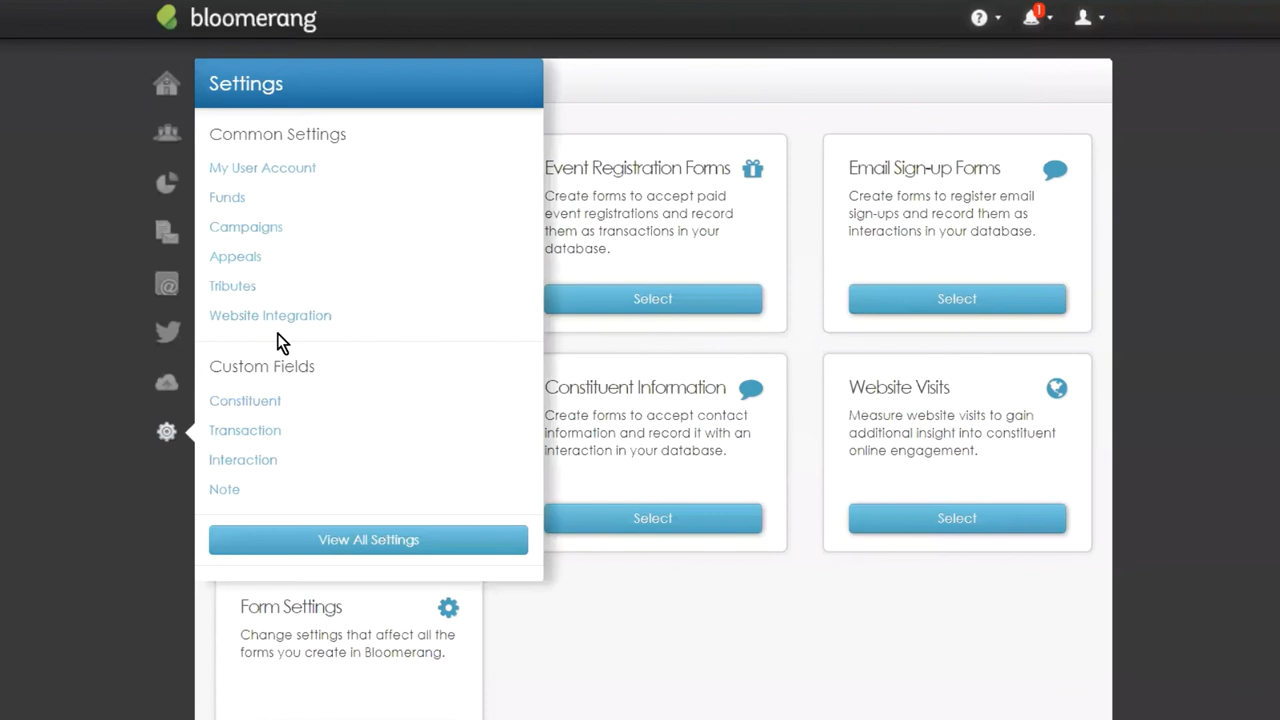 bloomerang
1
Settings
Common Settings
My User Account
Funds
Campaigns
Appeals
Tributes
Website Integration
Custom Fields
Constituent
Transaction
Interaction
Note
View All Settings
Event Registration Forms
Create forms to accept paid
event registrations and record
them as transactions in your
database.
Select
Email Sign-up Forms
Create forms to register email
sign-ups and record them as
interactions in your database.
Select
Constituent Information
Create forms to accept contact
information and record it with an
interaction in your database.
Select
Website Visits
Measure website visits to gain
additional insight into constituent
online engagement.
Select
Form Settings
Change settings that affect all the
forms you create in Bloomerang.